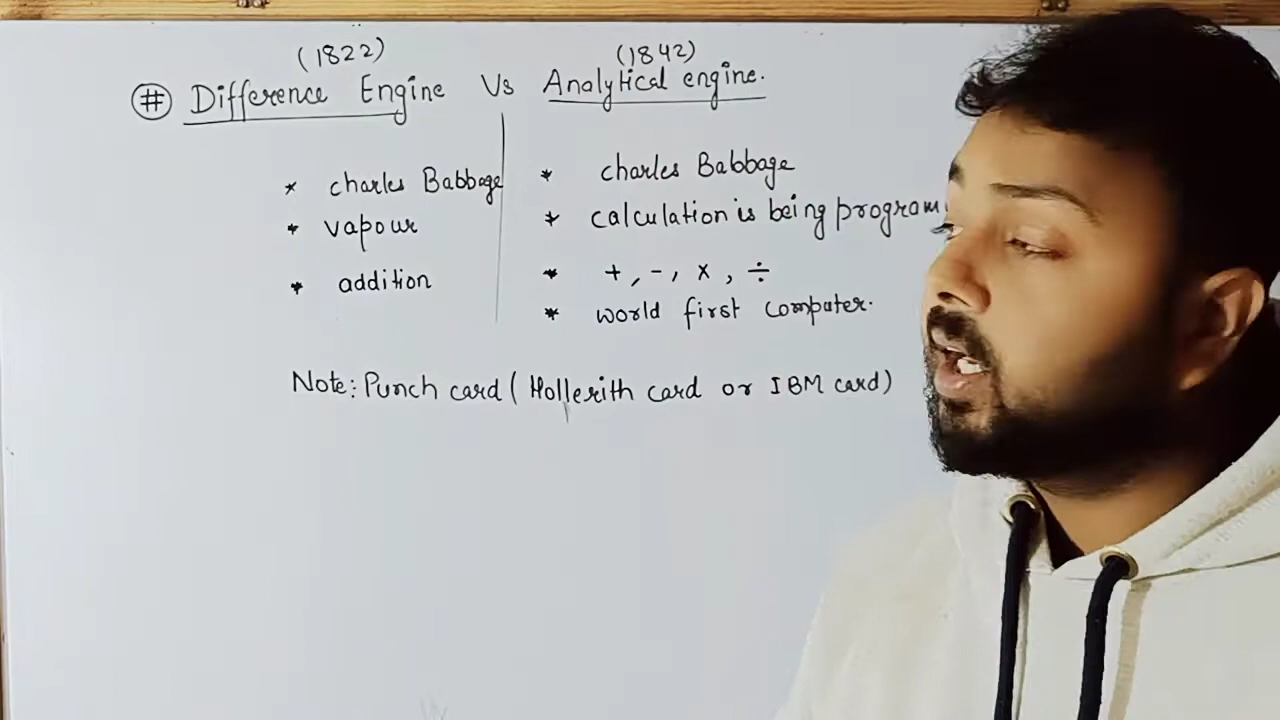 (1822) (1842)
# Difference Engine Vs Analytical engine.
* charles Babbage
* vapour
* addition
* charles Babbage
* calculation is being program
* +, -, x, ÷
* world first computer.
Note: Punch card ( Hollerith card or IBM card)